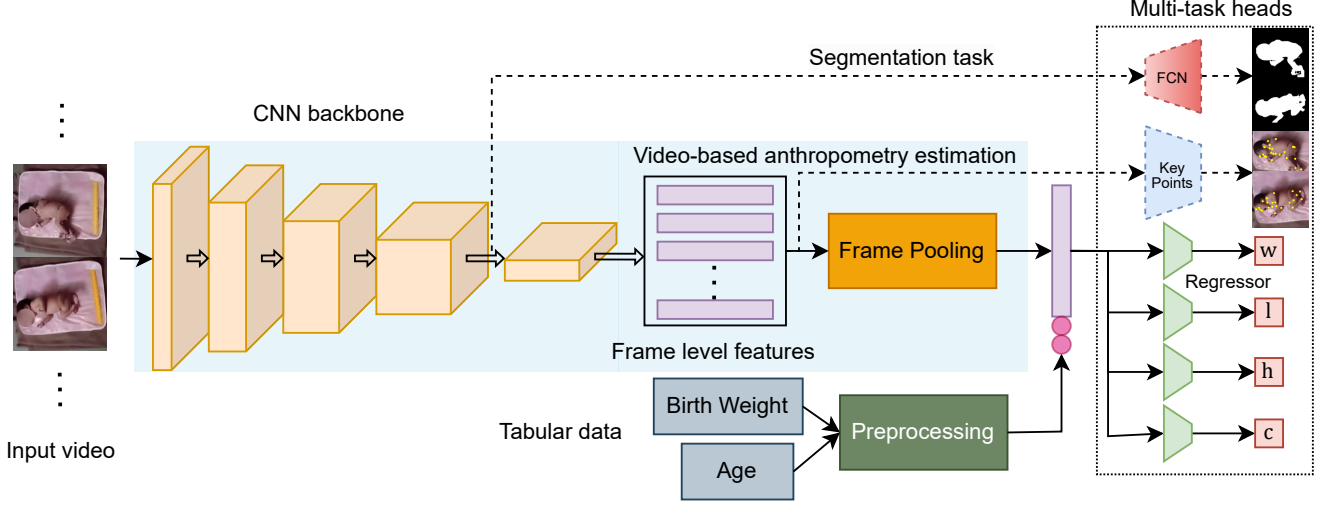 Multi-task heads
Segmentation task
FCN
CNN backbone
Video-based anthropometry estimation
Key
Points
Frame Pooling
w
Regressor
l
h
c
Frame level features
Birth Weight
Tabular data
Preprocessing
Age
Input video